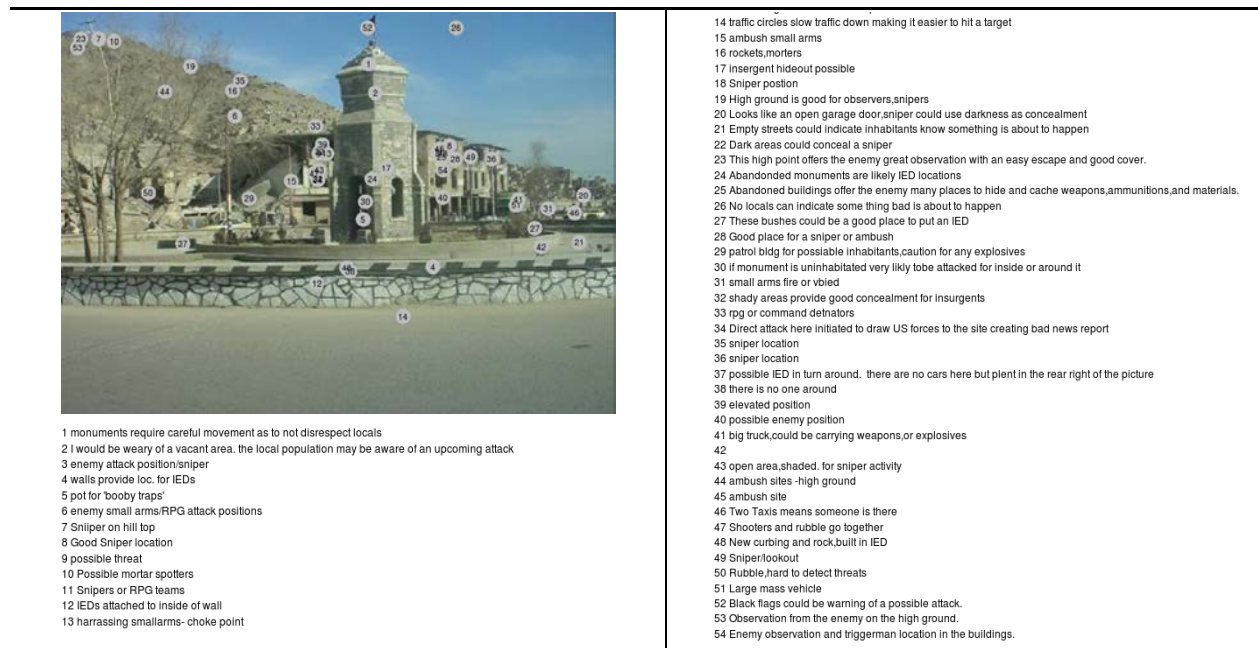 1 monuments require careful movement as to not disrespect locals
2 I would be weary of a vacant area. the local population may be aware of an upcoming attack
3 enemy attack position/sniper
4 walls provide loc. for IEDs
5 pot for 'booby traps'
6 enemy small arms/RPG attack positions
7 Sniiper on hill top
8 Good Sniper location
9 possible threat
10 Possible mortar spotters
11 Snipers or RPG teams
12 IEDs attached to inside of wall
13 harrassing smallarms- choke point
14 traffic circles slow traffic down making it easier to hit a target
15 ambush small arms
16 rockets,morters
17 insergent hideout possible
18 Sniper postion
19 High ground is good for observers,snipers
20 Looks like an open garage door,sniper could use darkness as concealment
21 Empty streets could indicate inhabitants know something is about to happen
22 Dark areas could conceal a sniper
23 This high point offers the enemy great observation with an easy escape and good cover.
24 Abandonded monuments are likely IED locations
25 Abandoned buildings offer the enemy many places to hide and cache weapons,ammunitions,and materials.
26 No locals can indicate some thing bad is about to happen
27 These bushes could be a good place to put an IED
28 Good place for a sniper or ambush
29 patrol bldg for possiable inhabitants,caution for any explosives
30 if monument is uninhabitated very likly tobe attacked for inside or around it
31 small arms fire or vbied
32 shady areas provide good concealment for insurgents
33 rpg or command detnators
34 Direct attack here initiated to draw US forces to the site creating bad news report
35 sniper location
36 sniper location
37 possible IED in turn around. there are no cars here but plent in the rear right of the picture
38 there is no one around
39 elevated position
40 possible enemy position
41 big truck,could be carrying weapons,or explosives
42
43 open area,shaded. for sniper activity
44 ambush sites -high ground
45 ambush site
46 Two Taxis means someone is there
47 Shooters and rubble go together
48 New curbing and rock,built in IED
49 Sniper/lookout
50 Rubble,hard to detect threats
51 Large mass vehicle
52 Black flags could be warning of a possible attack.
53 Observation from the enemy on the high ground.
54 Enemy observation and triggerman location in the buildings.